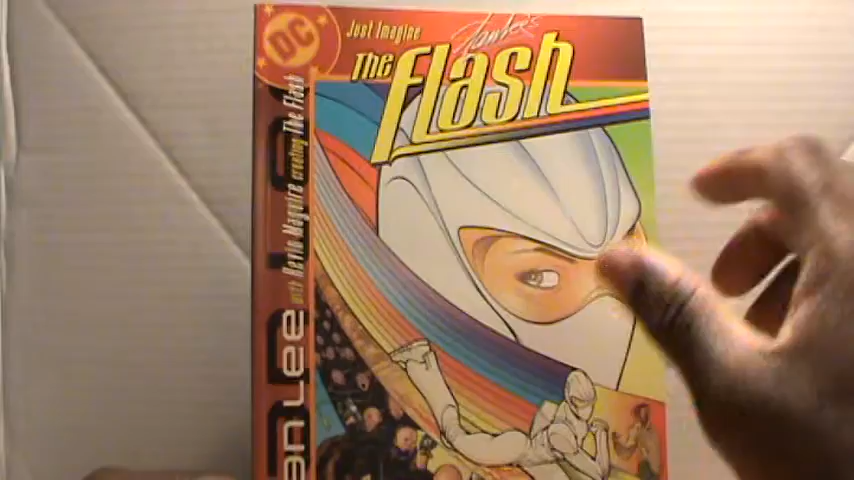 DC
Just Imagine
Stan Lee's
The Flash
with Kevin Maguire creating The Flash
an LEE